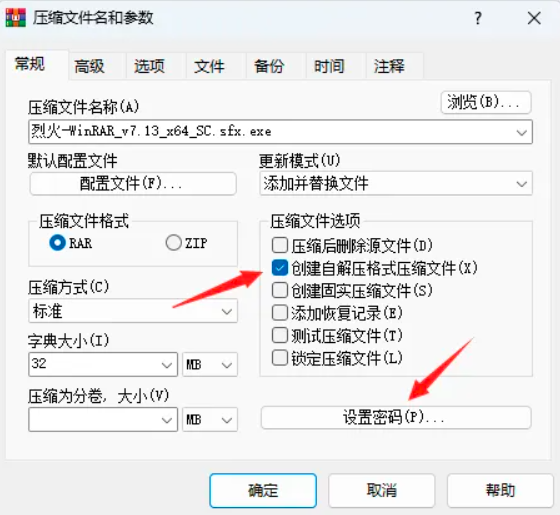 压缩文件名和参数
常规 高级 选项 文件 备份 时间 注释
压缩文件名称(A) 浏览(B)...
烈火-WinRAR_v7.13_x64_SC.sfx.exe
默认配置文件 更新模式(U)
配置文件(F)... 添加并替换文件
压缩文件格式 压缩文件选项
RAR ZIP 压缩后删除源文件(D)
创建自解压格式压缩文件(X)
压缩方式(C) 创建固实压缩文件(S)
标准 添加恢复记录(E)
字典大小(I) 测试压缩文件(T)
32 MB 锁定压缩文件(L)
压缩为分卷，大小(V)
MB 设置密码(P)...
确定 取消 帮助